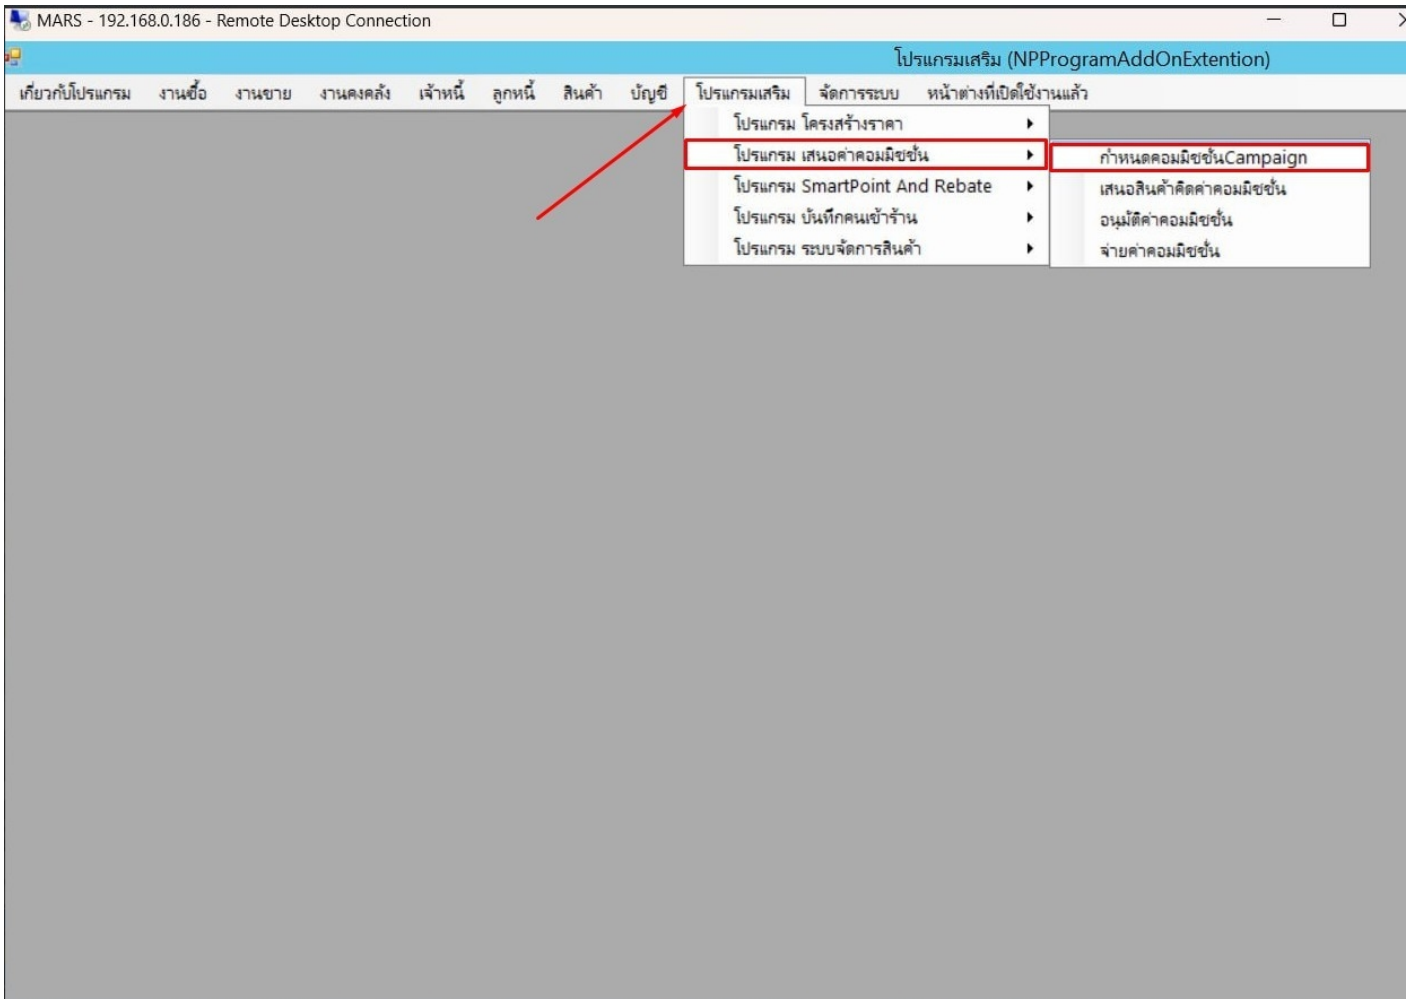 MARS - 192.168.0.186 - Remote Desktop Connection
โปรแกรมเสริม (NPProgramAddOnExtention)
เกี่ยวกับโปรแกรม งานซื้อ งานขาย งานคงคลัง เจ้าหนี้ ลูกหนี้ สินค้า บัญชี โปรแกรมเสริม จัดการระบบ หน้าต่างที่เปิดใช้งานแล้ว
โปรแกรม โครงสร้างราคา
โปรแกรม เสนอค่าคอมมิชชั่น
โปรแกรม SmartPoint And Rebate
โปรแกรม บันทึกคนเข้าร้าน
โปรแกรม ระบบจัดการสินค้า
กำหนดคอมมิชชั่นCampaign
เสนอสินค้าคิดค่าคอมมิชชั่น
อนุมัติค่าคอมมิชชั่น
จ่ายค่าคอมมิชชั่น